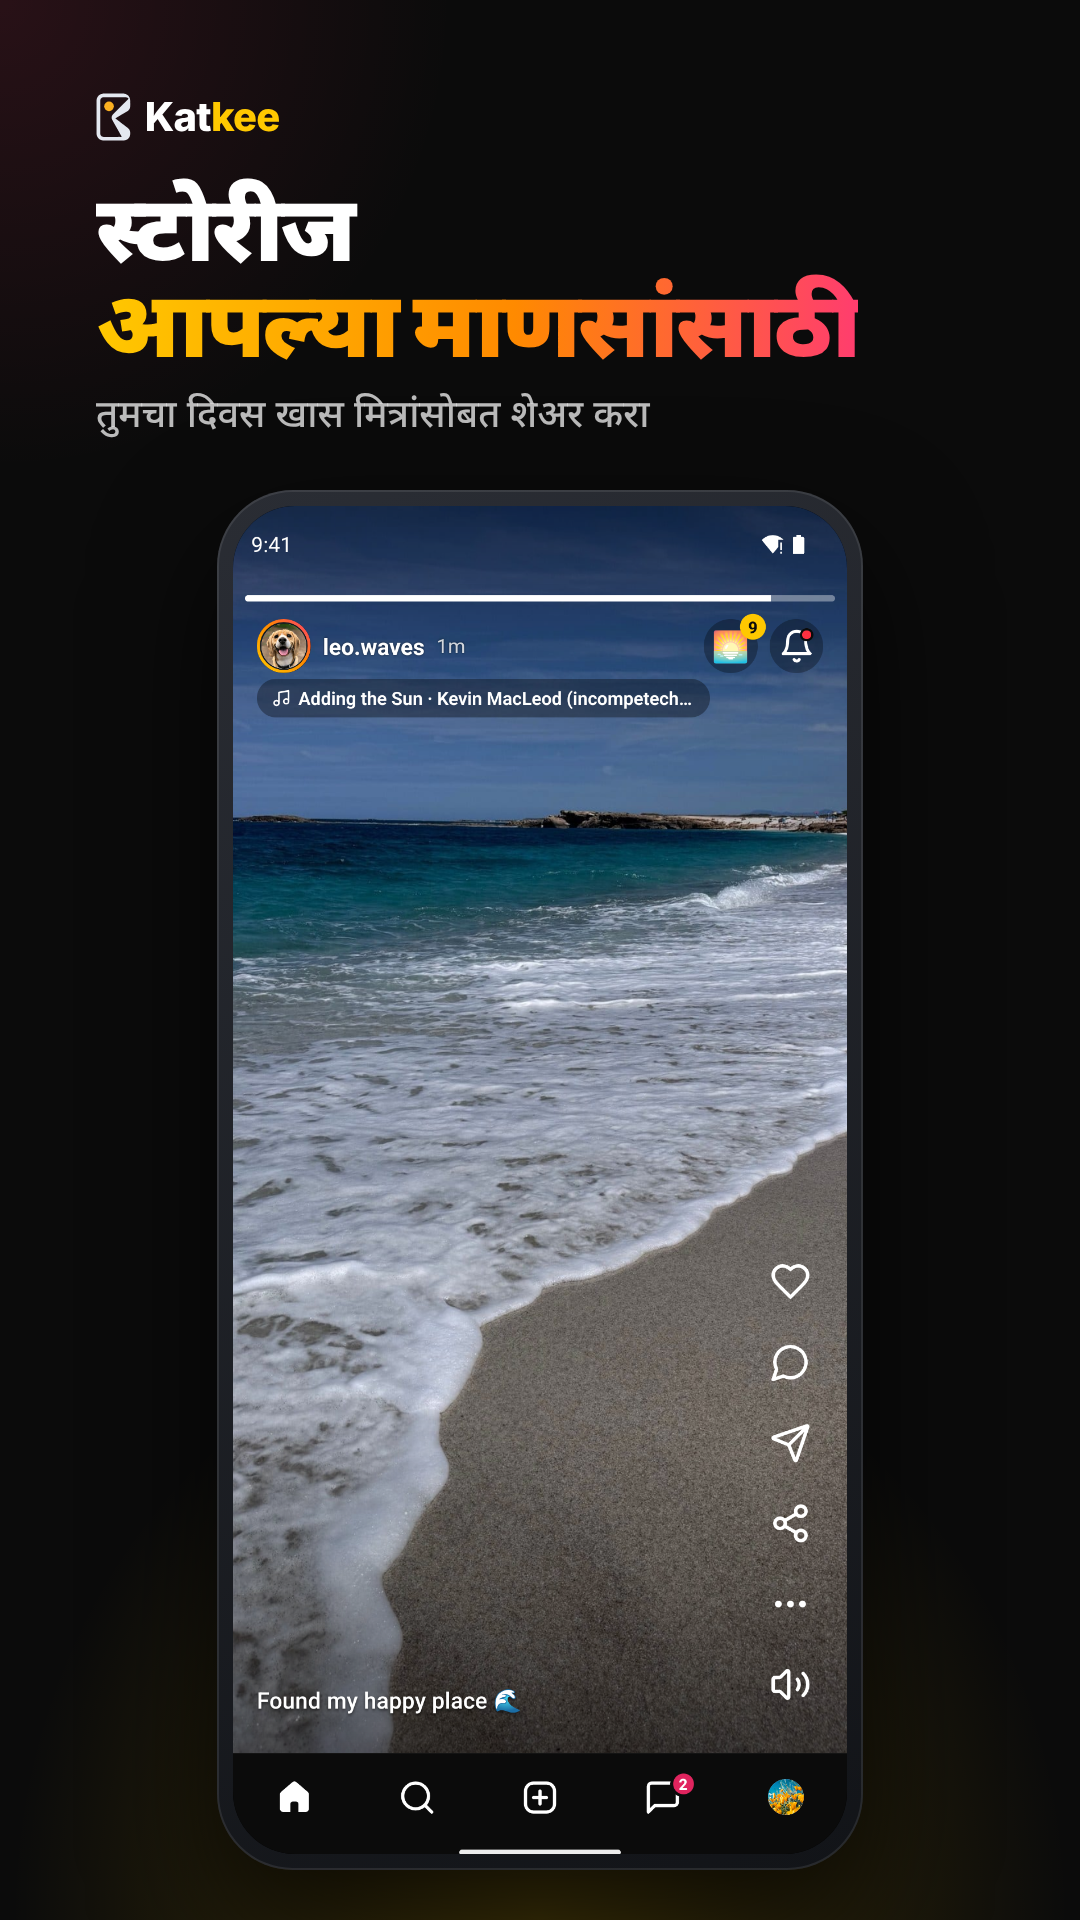 Katkee
स्टोरीज
आपल्या माणसांसाठी
तुमचा दिवस खास मित्रांसोबत शेअर करा
9:41
leo.waves 1m
9
Adding the Sun · Kevin MacLeod (incompetech...
Found my happy place 🌊
2